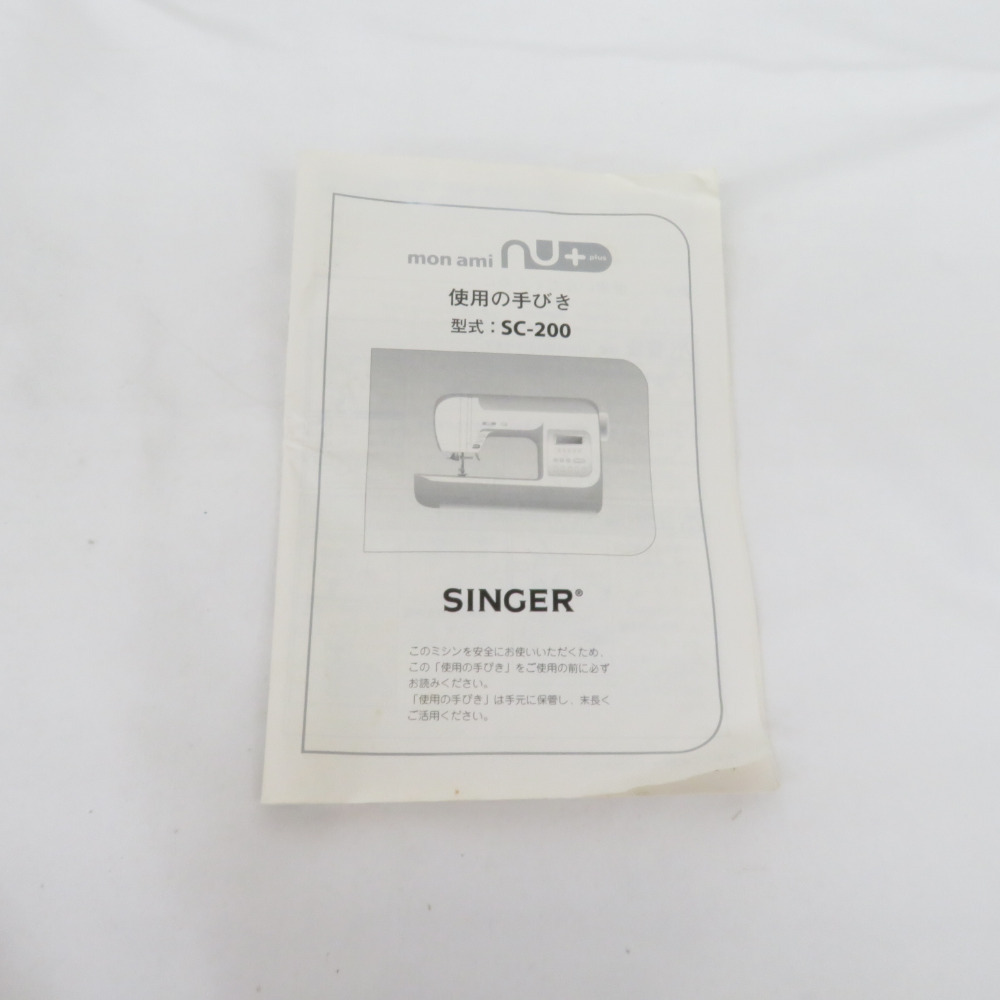 mon ami nu+ plus
使用の手びき
型式：SC-200
SINGER®
このミシンを安全にお使いいただくため、
この「使用の手びき」をご使用の前に必ず
お読みください。
「使用の手びき」は手元に保管し、末長く
ご活用ください。